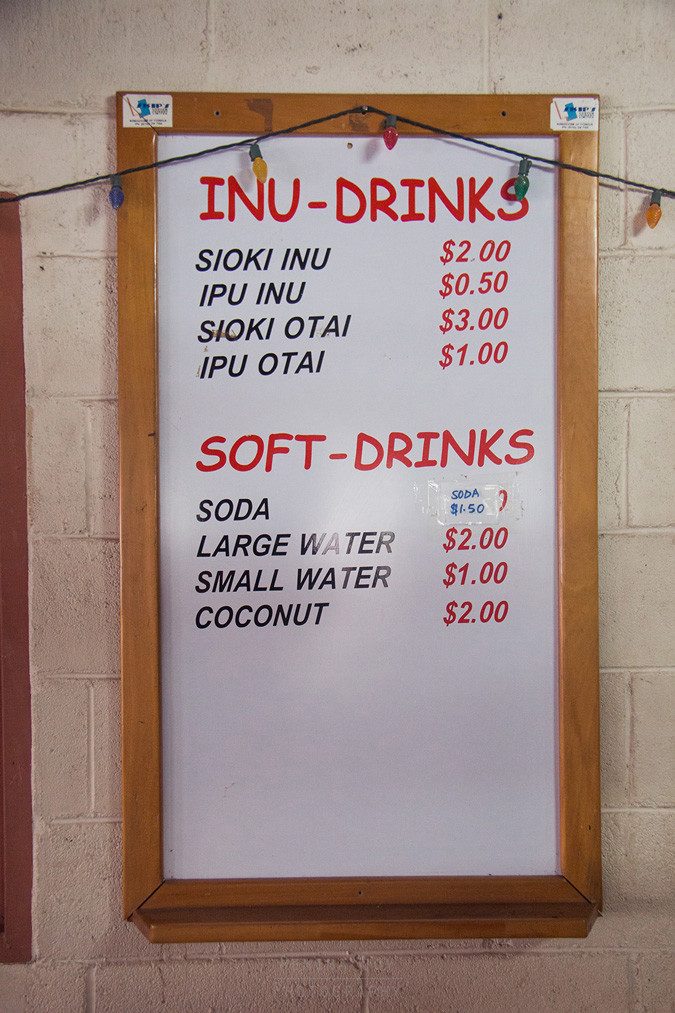 INU-DRINKS
SIOKI INU $2.00
IPU INU $0.50
SIOKI OTAI $3.00
IPU OTAI $1.00
SOFT-DRINKS
SODA
SODA
$1.50
LARGE WATER $2.00
SMALL WATER $1.00
COCONUT $2.00